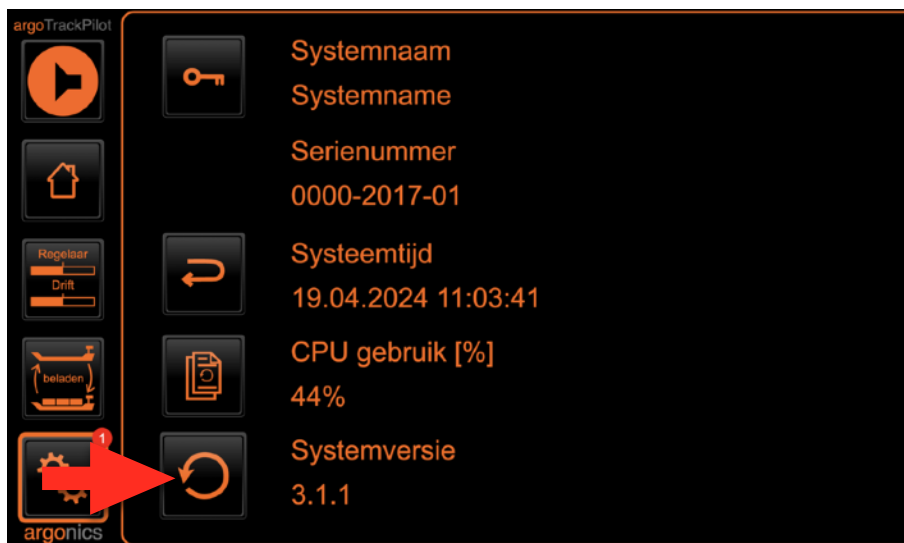 argoTrackPilot
Regelaar
Drift
beladen
1
argonics
Systemnaam
Systemname
Serienummer
0000-2017-01
Systeemtijd
19.04.2024 11:03:41
CPU gebruik [%]
44%
Systemversie
3.1.1